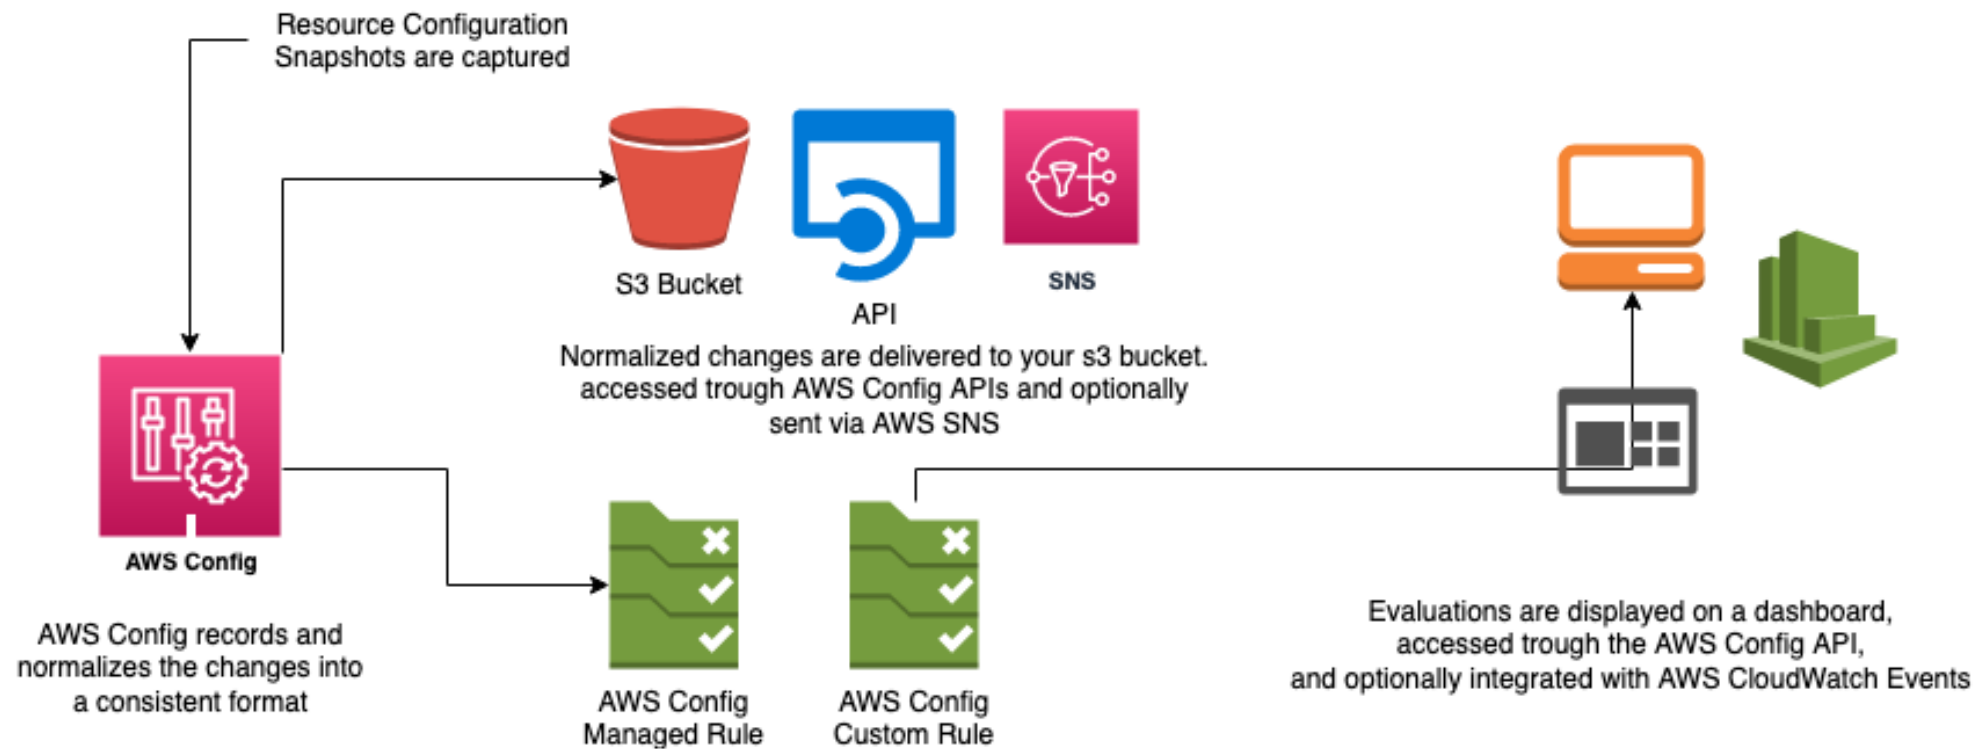 Resource Configuration
Snapshots are captured
S3 Bucket
API
SNS
Normalized changes are delivered to your s3 bucket.
accessed trough AWS Config APIs and optionally
sent via AWS SNS
AWS Config
AWS Config records and
normalizes the changes into
a consistent format
AWS Config
Managed Rule
AWS Config
Custom Rule
Evaluations are displayed on a dashboard,
accessed trough the AWS Config API,
and optionally integrated with AWS CloudWatch Events